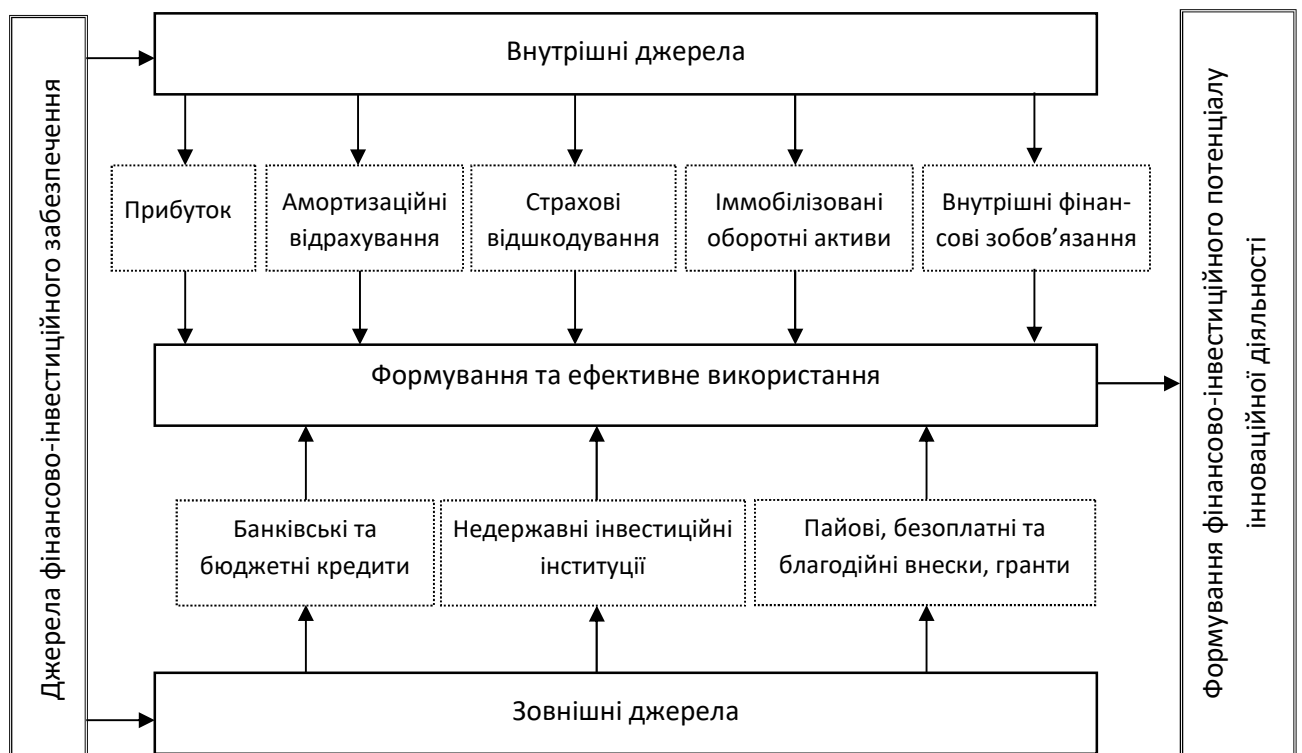 Джерела фінансово-інвестиційного забезпечення
Внутрішні джерела
Прибуток
Амортизаційні
відрахування
Страхові
відшкодування
Іммобілізовані
оборотні активи
Внутрішні фінан-
сові зобов’язання
Формування та ефективне використання
Банківські та
бюджетні кредити
Недержавні інвестиційні
інституції
Пайові, безоплатні та
благодійні внески, гранти
Зовнішні джерела
Формування фінансово-інвестиційного потенціалу
інноваційної діяльності